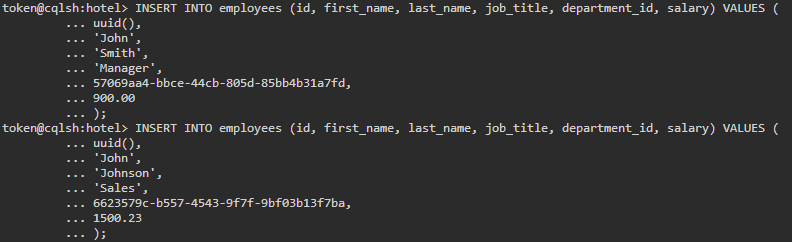 token@cqlsh:hotel> INSERT INTO employees (id, first_name, last_name, job_title, department_id, salary) VALUES (
... uuid(),
... 'John',
... 'Smith',
... 'Manager',
... 57069aa4-bbce-44cb-805d-85bb4b31a7fd,
... 900.00
... );
token@cqlsh:hotel> INSERT INTO employees (id, first_name, last_name, job_title, department_id, salary) VALUES (
... uuid(),
... 'John',
... 'Johnson',
... 'Sales',
... 6623579c-b557-4543-9f7f-9bf03b13f7ba,
... 1500.23
... );